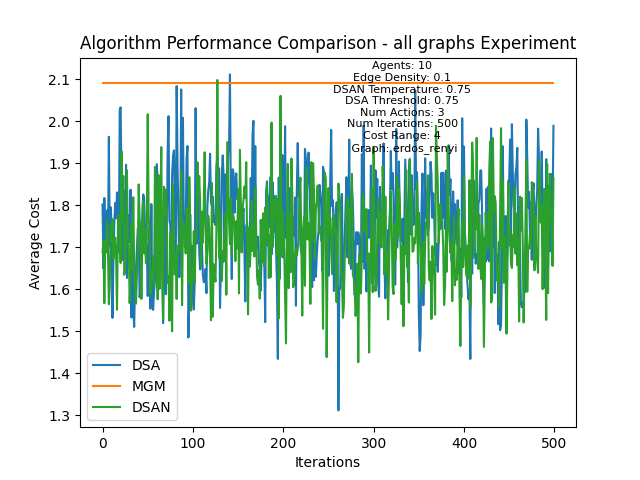 Algorithm Performance Comparison - all graphs Experiment
Agents: 10
Edge Density: 0.1
DSAN Temperature: 0.75
DSA Threshold: 0.75
Num Actions: 3
Num Iterations: 500
Cost Range: 4
Graph: erdos_renyi
2.1
2.0
1.9
1.8
1.7
1.6
1.5
1.4
1.3
Average Cost
DSA
MGM
DSAN
0 100 200 300 400 500
Iterations